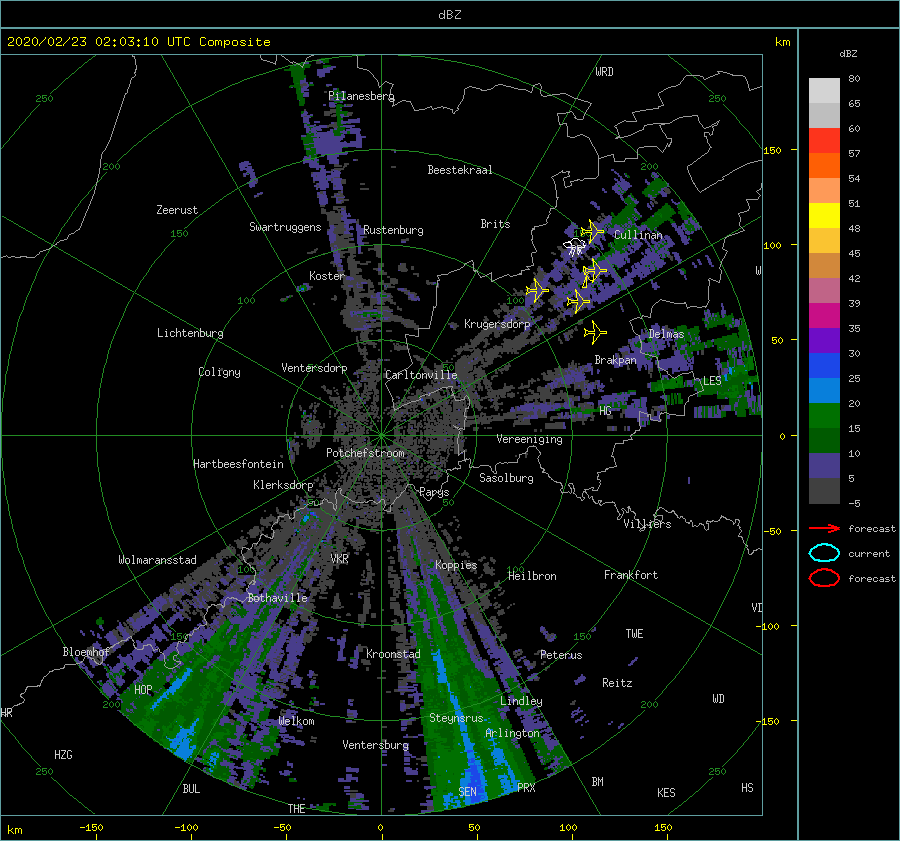 dBZ
2020/02/23 02:03:10 UTC Composite
km
dBZ
80
65
60
57
54
51
48
45
42
39
35
30
25
20
15
10
5
-5
forecast
current
forecast
WRD
250
250
Pilanesberg
150
200
200
Beestekraal
Zeerust
Swartruggens
Rustenburg
Brits
150
Cullinan
100
W
Koster
100
100
Krugersdorp
Lichtenburg
Delmas
50
Brakpan
Coligny
Ventersdorp
Carltonville
LES
HG
0
Vereeniging
Potchefstroom
Hartbeesfontein
Klerksdorp
Sasolburg
Parys
50
50
Villiers
-50
Wolmaransstad
VKR
Koppies
100
100
Heilbron
Frankfort
Bothaville
VI
-100
150
150
TWE
Bloemhof
Kroonstad
Peterus
Reitz
HOP
WD
200
Lindley
200
HR
Welkom
Steynsrus
-150
Arlington
Ventersburg
HZG
250
250
BUL
SEN
PRX
BM
KES
HS
THE
km
-150
-100
-50
0
50
100
150